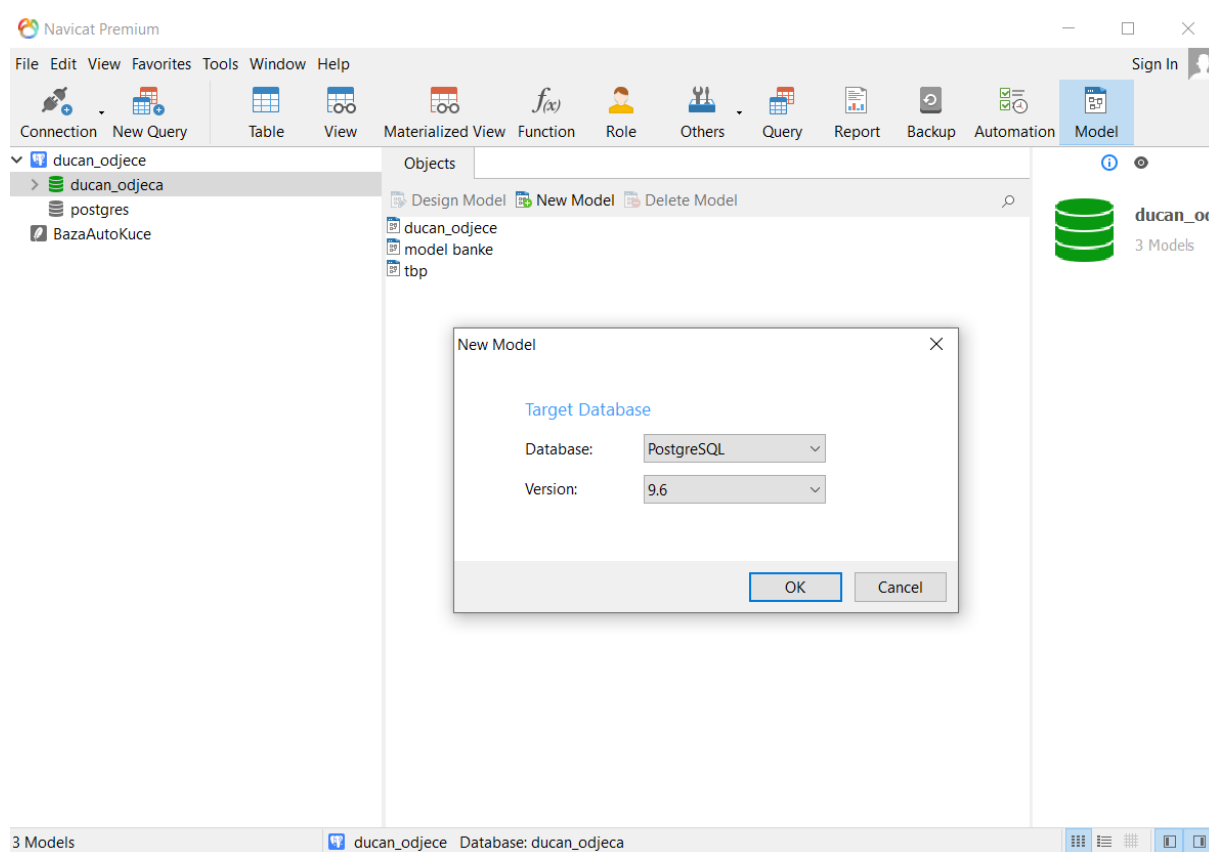 Navicat Premium
File Edit View Favorites Tools Window Help Sign In
Connection New Query Table View Materialized View Function Role Others Query Report Backup Automation Model
f(x)
ducan_odjece
ducan_odjeca
postgres
BazaAutoKuce
Objects
Design Model New Model Delete Model
ducan_odjece
model banke
tbp
ducan_od
3 Models
New Model
Target Database
Database: PostgreSQL
Version: 9.6
OK Cancel
3 Models ducan_odjece Database: ducan_odjeca